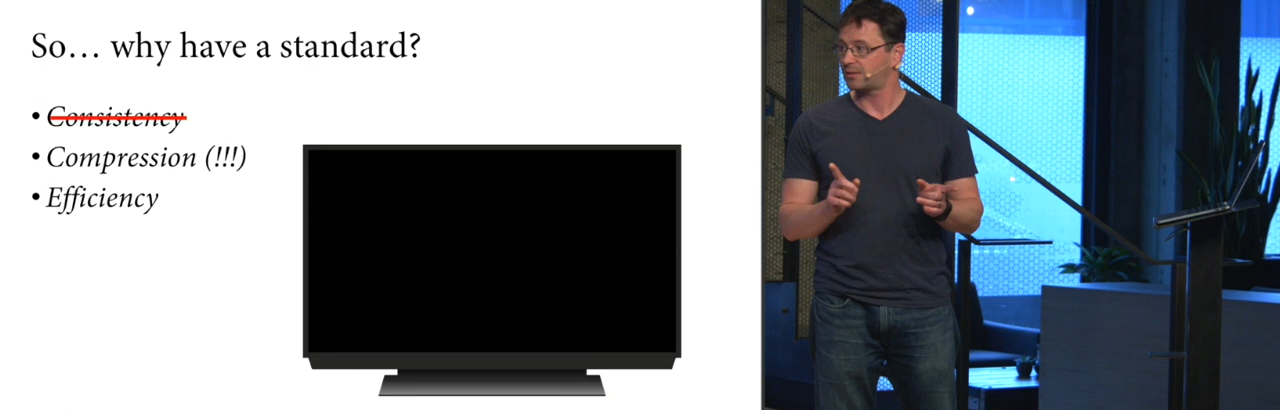 So… why have a standard?
• Consistency
• Compression (!!!)
• Efficiency